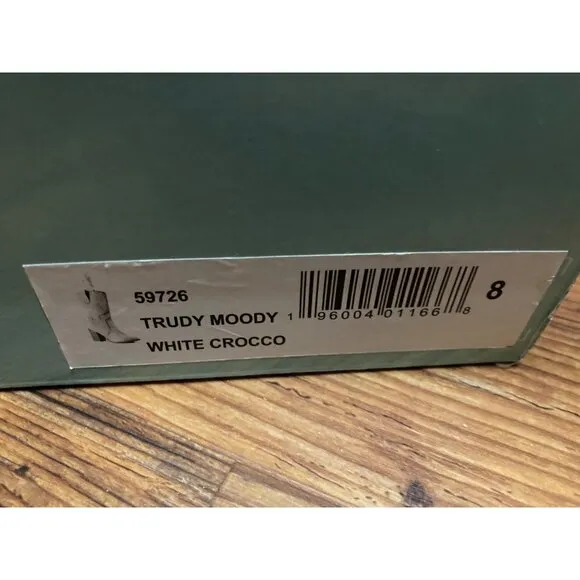 59726
TRUDY MOODY
WHITE CROCCO
1 96004 01166 8
8